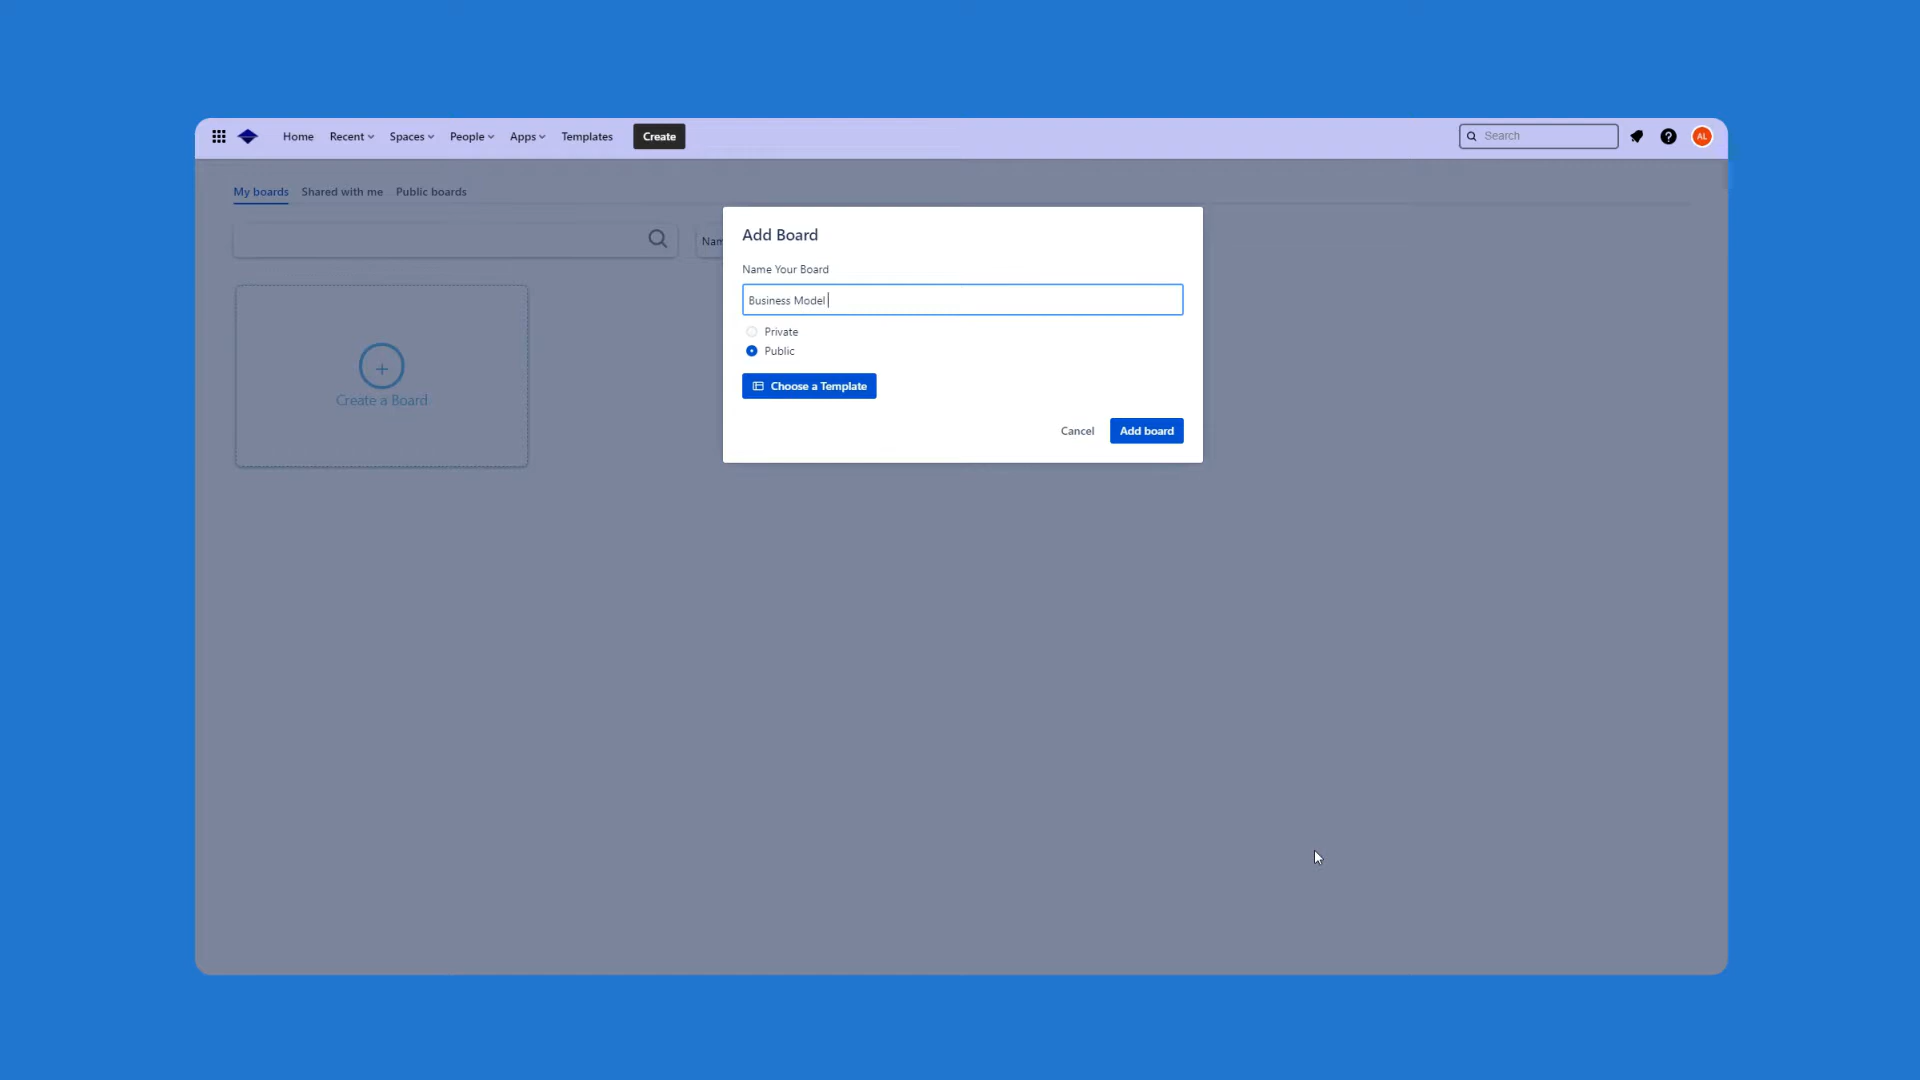 Home Recent Spaces People Apps Templates Create Search AL
My boards Shared with me Public boards
Add Board
Name Your Board
Business Model
Private
Public
Choose a Template
Cancel Add board
Create a Board